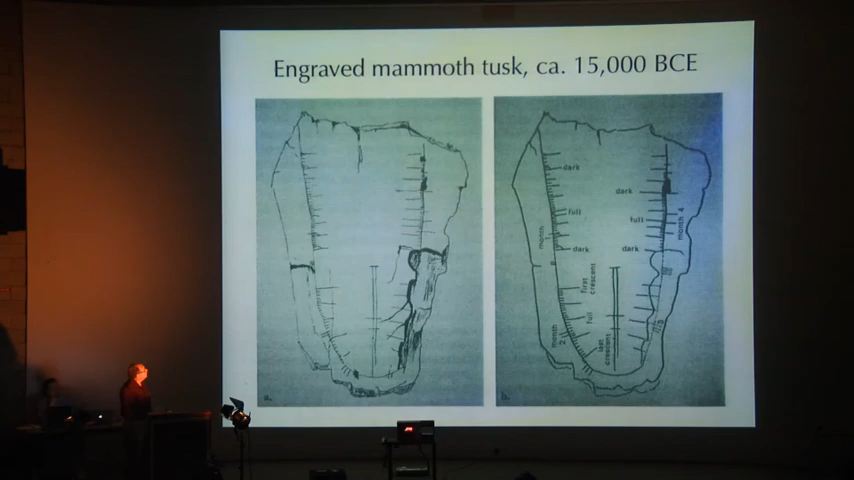 Engraved mammoth tusk, ca. 15,000 BCE
dark
dark
full
full
month
month 4
dark
dark
first
crescent
full
month
2
last
crescent
a.
b.